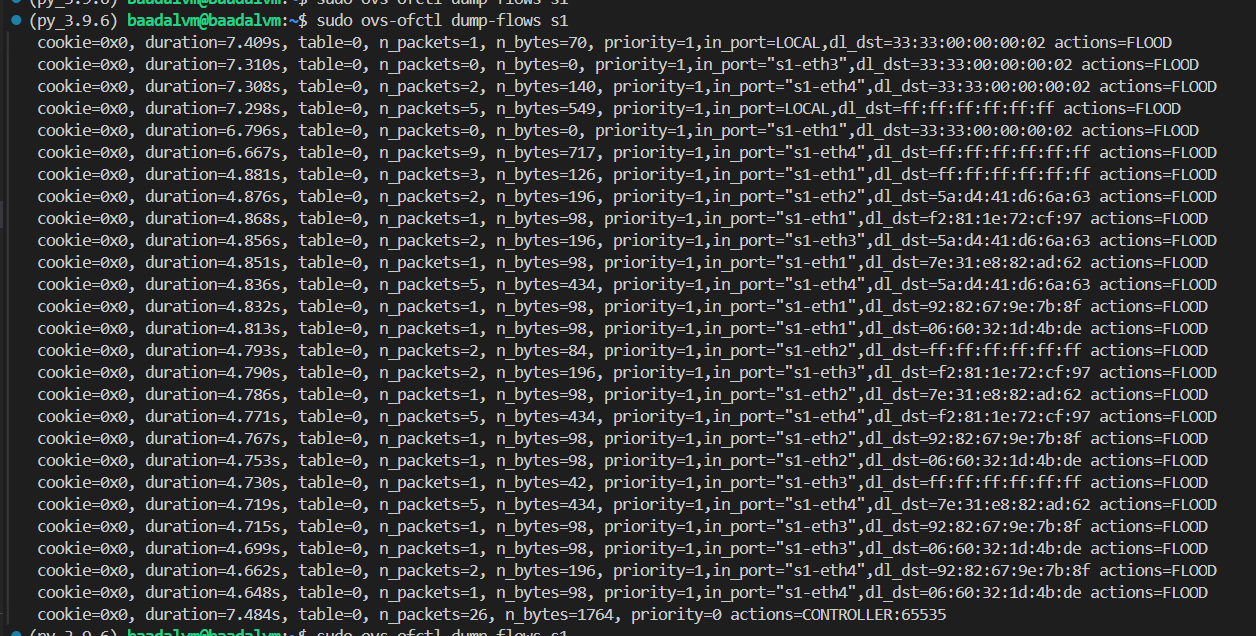 (py_3.9.6) baadalvm@baadalvm:~$ sudo ovs-ofctl dump-flows s1
(py_3.9.6) baadalvm@baadalvm:~$ sudo ovs-ofctl dump-flows s1
cookie=0x0, duration=7.409s, table=0, n_packets=1, n_bytes=70, priority=1,in_port=LOCAL,dl_dst=33:33:00:00:00:02 actions=FLOOD
cookie=0x0, duration=7.310s, table=0, n_packets=0, n_bytes=0, priority=1,in_port="s1-eth3",dl_dst=33:33:00:00:00:02 actions=FLOOD
cookie=0x0, duration=7.308s, table=0, n_packets=2, n_bytes=140, priority=1,in_port="s1-eth4",dl_dst=33:33:00:00:00:02 actions=FLOOD
cookie=0x0, duration=7.298s, table=0, n_packets=5, n_bytes=549, priority=1,in_port=LOCAL,dl_dst=ff:ff:ff:ff:ff:ff actions=FLOOD
cookie=0x0, duration=6.796s, table=0, n_packets=0, n_bytes=0, priority=1,in_port="s1-eth1",dl_dst=33:33:00:00:00:02 actions=FLOOD
cookie=0x0, duration=6.667s, table=0, n_packets=9, n_bytes=717, priority=1,in_port="s1-eth4",dl_dst=ff:ff:ff:ff:ff:ff actions=FLOOD
cookie=0x0, duration=4.881s, table=0, n_packets=3, n_bytes=126, priority=1,in_port="s1-eth1",dl_dst=ff:ff:ff:ff:ff:ff actions=FLOOD
cookie=0x0, duration=4.876s, table=0, n_packets=2, n_bytes=196, priority=1,in_port="s1-eth2",dl_dst=5a:d4:41:d6:6a:63 actions=FLOOD
cookie=0x0, duration=4.868s, table=0, n_packets=1, n_bytes=98, priority=1,in_port="s1-eth1",dl_dst=f2:81:1e:72:cf:97 actions=FLOOD
cookie=0x0, duration=4.856s, table=0, n_packets=2, n_bytes=196, priority=1,in_port="s1-eth3",dl_dst=5a:d4:41:d6:6a:63 actions=FLOOD
cookie=0x0, duration=4.851s, table=0, n_packets=1, n_bytes=98, priority=1,in_port="s1-eth1",dl_dst=7e:31:e8:82:ad:62 actions=FLOOD
cookie=0x0, duration=4.836s, table=0, n_packets=5, n_bytes=434, priority=1,in_port="s1-eth4",dl_dst=5a:d4:41:d6:6a:63 actions=FLOOD
cookie=0x0, duration=4.832s, table=0, n_packets=1, n_bytes=98, priority=1,in_port="s1-eth1",dl_dst=92:82:67:9e:7b:8f actions=FLOOD
cookie=0x0, duration=4.813s, table=0, n_packets=1, n_bytes=98, priority=1,in_port="s1-eth1",dl_dst=06:60:32:1d:4b:de actions=FLOOD
cookie=0x0, duration=4.793s, table=0, n_packets=2, n_bytes=84, priority=1,in_port="s1-eth2",dl_dst=ff:ff:ff:ff:ff:ff actions=FLOOD
cookie=0x0, duration=4.790s, table=0, n_packets=2, n_bytes=196, priority=1,in_port="s1-eth3",dl_dst=f2:81:1e:72:cf:97 actions=FLOOD
cookie=0x0, duration=4.786s, table=0, n_packets=1, n_bytes=98, priority=1,in_port="s1-eth2",dl_dst=7e:31:e8:82:ad:62 actions=FLOOD
cookie=0x0, duration=4.771s, table=0, n_packets=5, n_bytes=434, priority=1,in_port="s1-eth4",dl_dst=f2:81:1e:72:cf:97 actions=FLOOD
cookie=0x0, duration=4.767s, table=0, n_packets=1, n_bytes=98, priority=1,in_port="s1-eth2",dl_dst=92:82:67:9e:7b:8f actions=FLOOD
cookie=0x0, duration=4.753s, table=0, n_packets=1, n_bytes=98, priority=1,in_port="s1-eth2",dl_dst=06:60:32:1d:4b:de actions=FLOOD
cookie=0x0, duration=4.730s, table=0, n_packets=1, n_bytes=42, priority=1,in_port="s1-eth3",dl_dst=ff:ff:ff:ff:ff:ff actions=FLOOD
cookie=0x0, duration=4.719s, table=0, n_packets=5, n_bytes=434, priority=1,in_port="s1-eth4",dl_dst=7e:31:e8:82:ad:62 actions=FLOOD
cookie=0x0, duration=4.715s, table=0, n_packets=1, n_bytes=98, priority=1,in_port="s1-eth3",dl_dst=92:82:67:9e:7b:8f actions=FLOOD
cookie=0x0, duration=4.699s, table=0, n_packets=1, n_bytes=98, priority=1,in_port="s1-eth3",dl_dst=06:60:32:1d:4b:de actions=FLOOD
cookie=0x0, duration=4.662s, table=0, n_packets=2, n_bytes=196, priority=1,in_port="s1-eth4",dl_dst=92:82:67:9e:7b:8f actions=FLOOD
cookie=0x0, duration=4.648s, table=0, n_packets=1, n_bytes=98, priority=1,in_port="s1-eth4",dl_dst=06:60:32:1d:4b:de actions=FLOOD
cookie=0x0, duration=7.484s, table=0, n_packets=26, n_bytes=1764, priority=0 actions=CONTROLLER:65535
(py_3.9.6) baadalvm@baadalvm:~$ sudo ovs-ofctl dump-flows s1